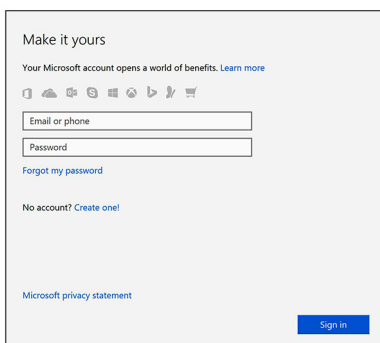 Make it yours
Your Microsoft account opens a world of benefits. Learn more
Email or phone
Password
Forgot my password
No account? Create one!
Microsoft privacy statement
Sign in